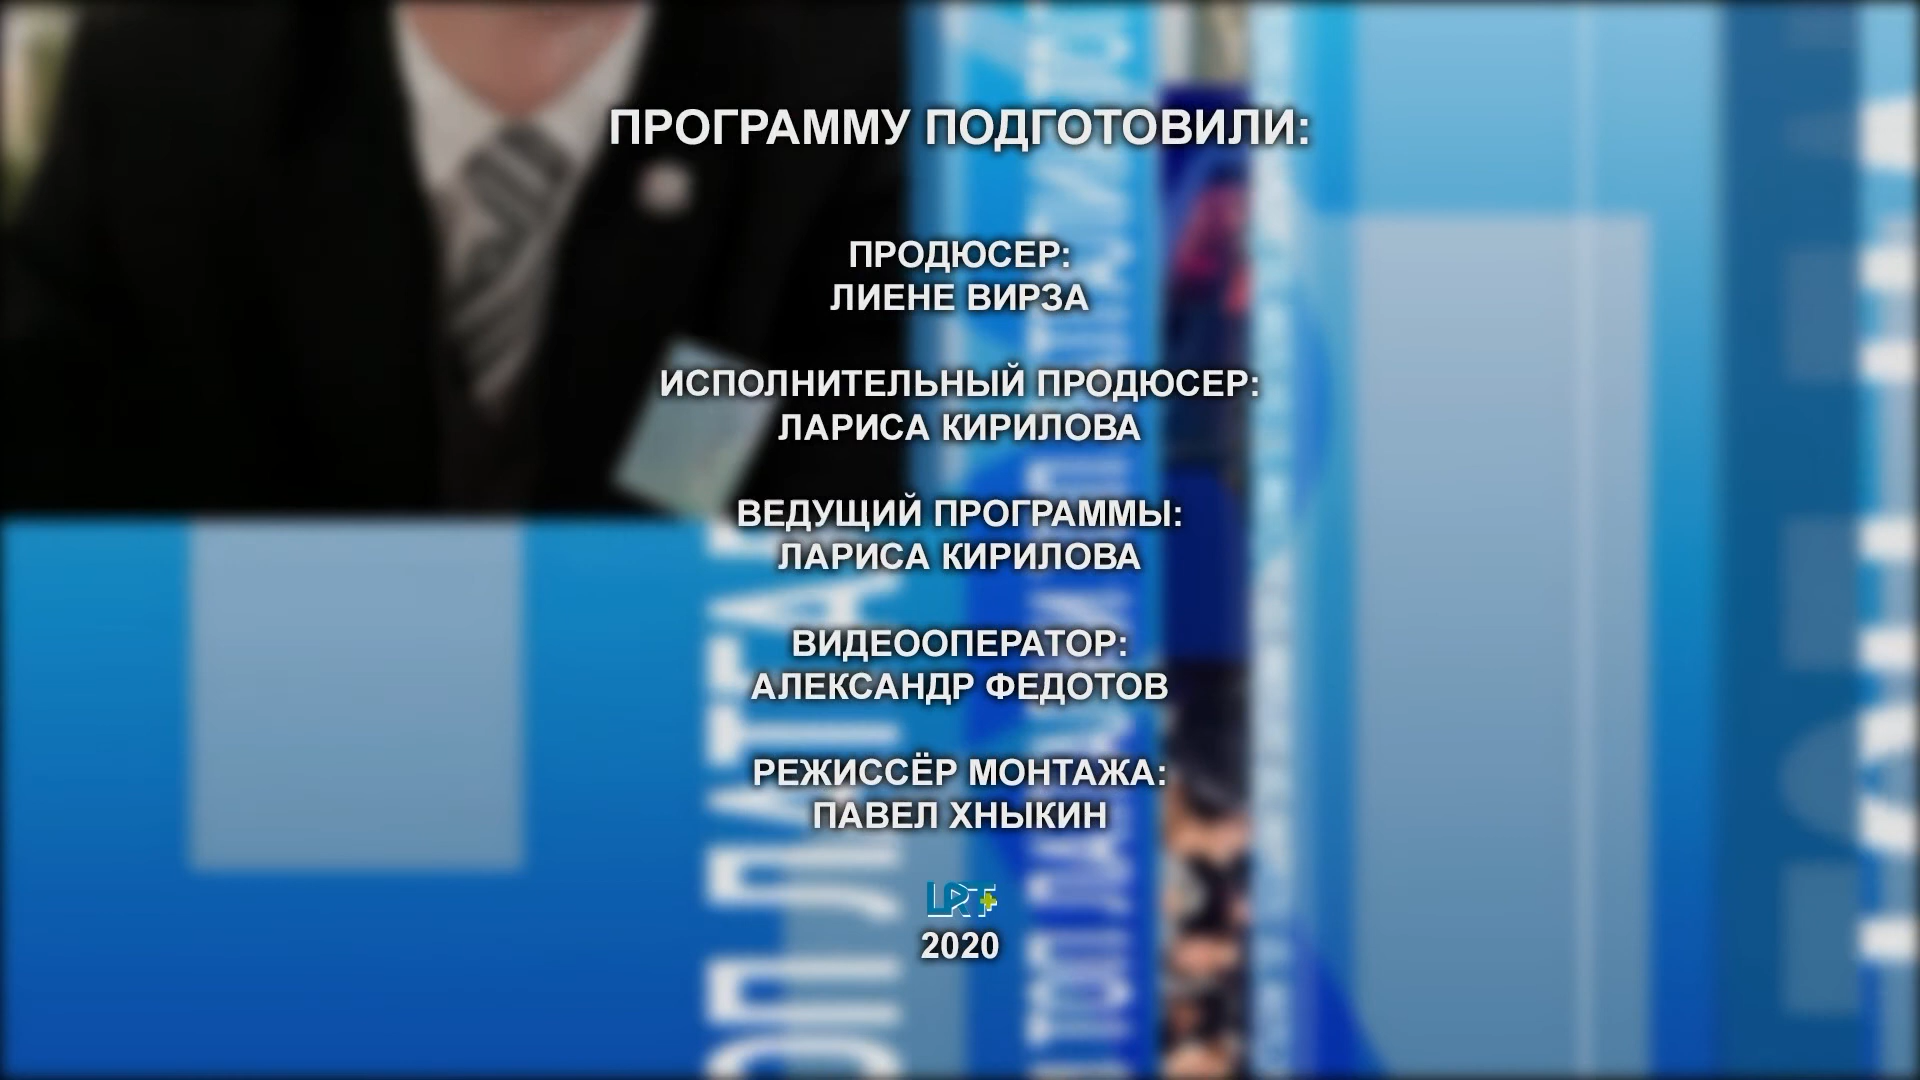 ПРОГРАММУ ПОДГОТОВИЛИ:
ПРОДЮСЕР:
ЛИЕНЕ ВИРЗА
ИСПОЛНИТЕЛЬНЫЙ ПРОДЮСЕР:
ЛАРИСА КИРИЛОВА
ВЕДУЩИЙ ПРОГРАММЫ:
ЛАРИСА КИРИЛОВА
ВИДЕООПЕРАТОР:
АЛЕКСАНДР ФЕДОТОВ
РЕЖИССЁР МОНТАЖА:
ПАВЕЛ ХНЫКИН
LRT+
2020